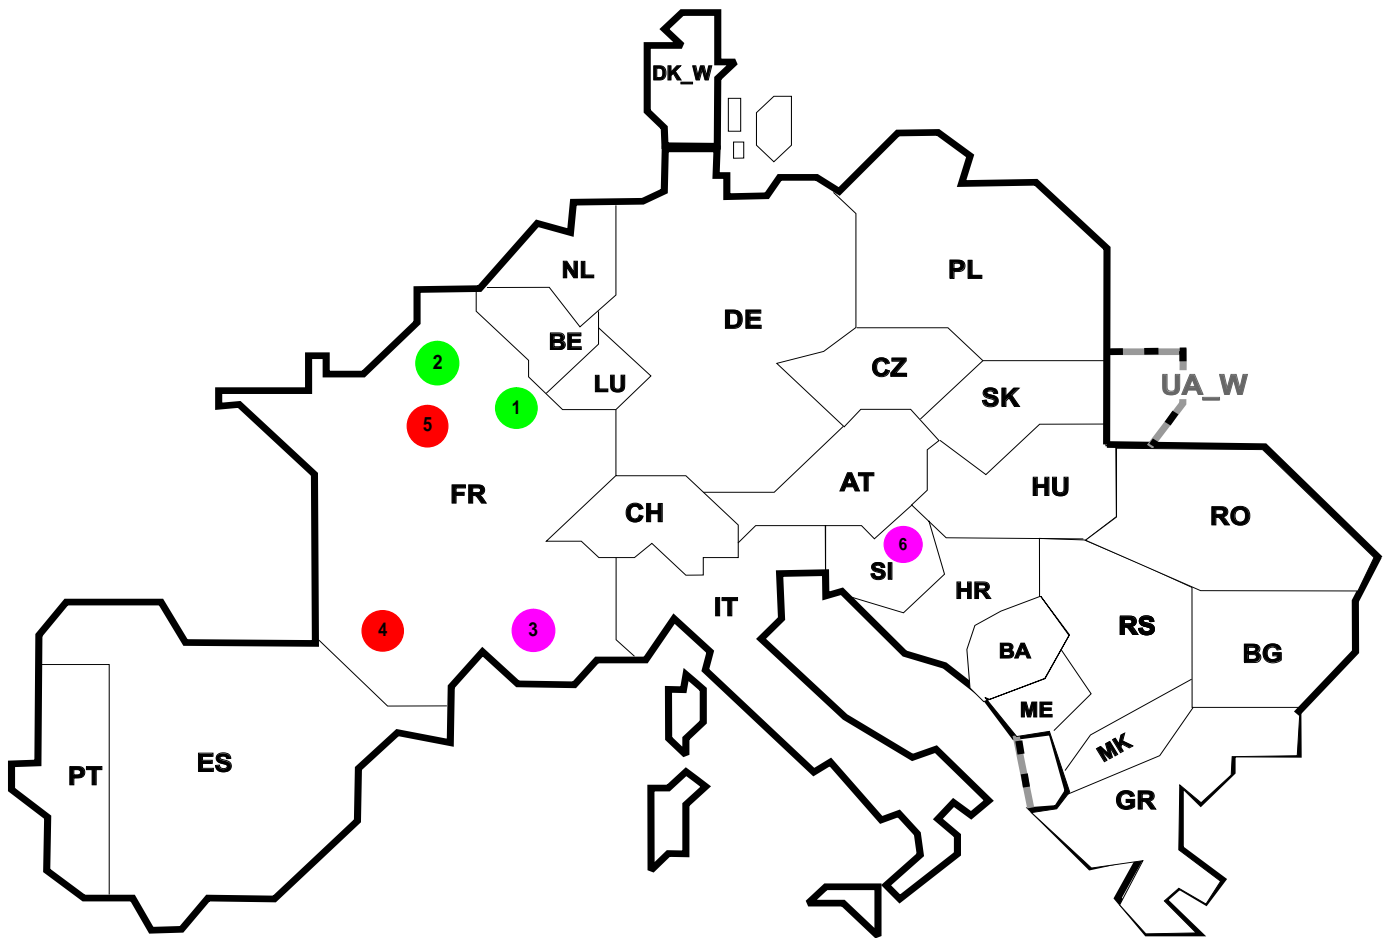 DK_W
NL
PL
DE
BE
2
CZ
LU
UA_W
SK
1
5
AT
HU
FR
CH
RO
6
SI
HR
IT
RS
4
3
BA
BG
ME
MK
ES
PT
GR